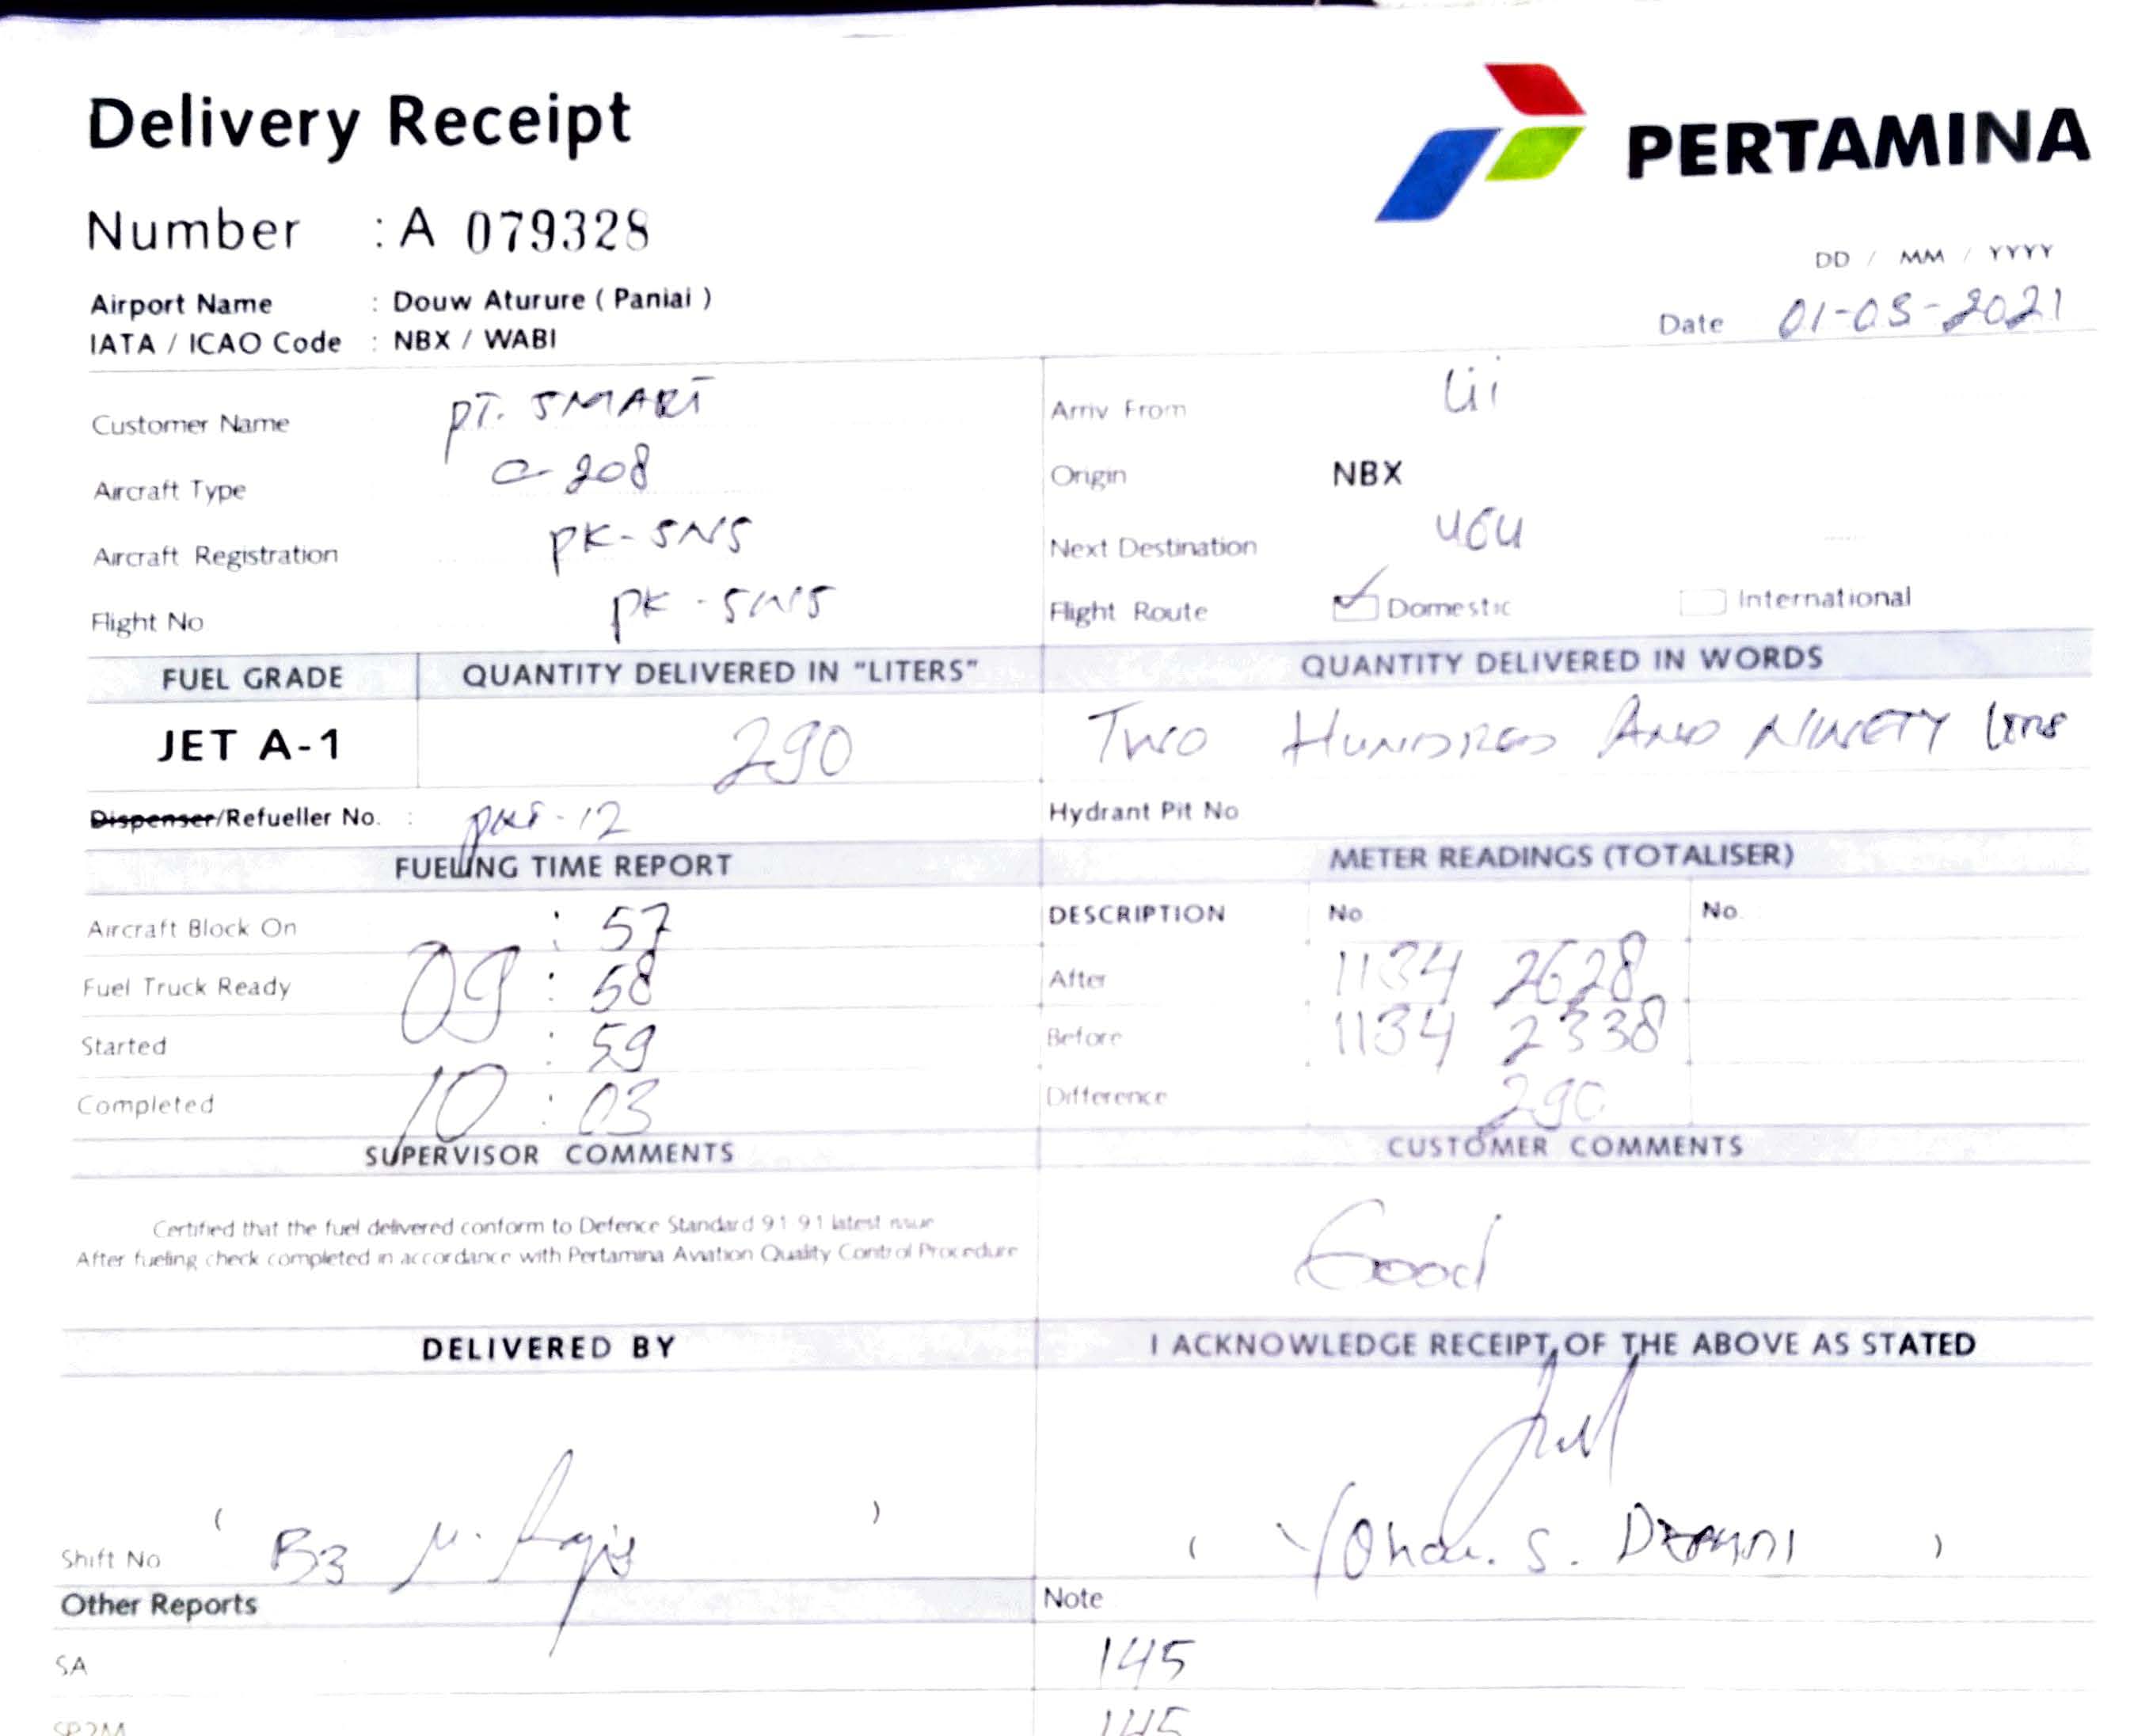 Delivery Receipt
PERTAMINA
Number : A 079328
DD / MM / YYYY
Airport Name : Douw Aturure ( Paniai )
Date 01-03-2021
IATA / ICAO Code : NBX / WABI
Customer Name PT. SMART
Arriv From
Aircraft Type C-208
Origin NBX
Aircraft Registration PK-SNS
Next Destination
Flight No PK-SNS
Flight Route Domestic International
FUEL GRADE QUANTITY DELIVERED IN "LITERS" QUANTITY DELIVERED IN WORDS
JET A-1 290 TWO HUNDRED AND NINETY
Dispenser/Refueller No. : -12
Hydrant Pit No
FUELING TIME REPORT
METER READINGS (TOTALISER)
Aircraft Block On : 57
DESCRIPTION No No.
Fuel Truck Ready 09 : 58
After 1134 2628
Started : 59
Before 1134 2338
Completed 10 : 03
Difference 290
SUPERVISOR COMMENTS
CUSTOMER COMMENTS
Certified that the fuel delivered conform to Defence Standard 91 91 latest issue
After fueling check completed in accordance with Pertamina Aviation Quality Control Procedure
Good
DELIVERED BY
I ACKNOWLEDGE RECEIPT OF THE ABOVE AS STATED
( )
Shift No B3
( S. )
Other Reports
Note
SA 145
SP2M 145